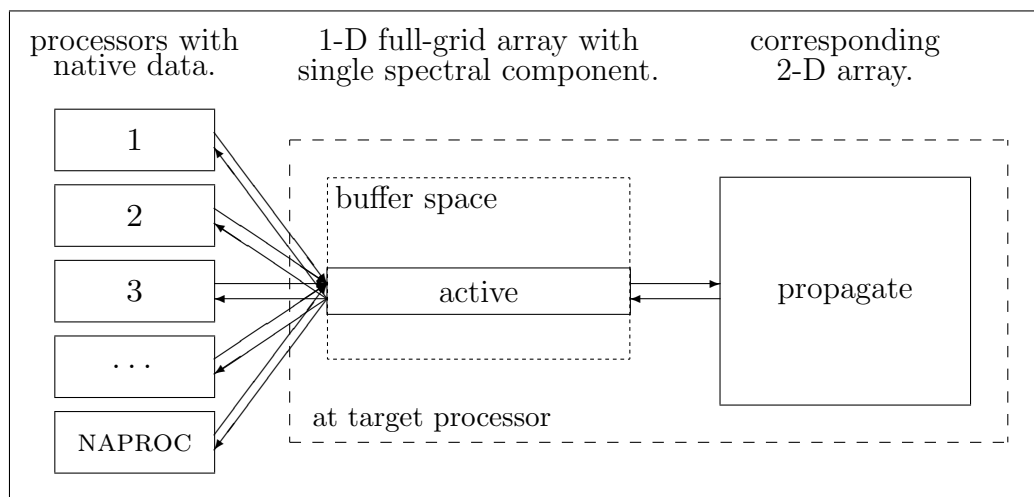 processors with
native data.
1-D full-grid array with
single spectral component.
corresponding
2-D array.
1
2
3
...
NAPROC
buffer space
active
propagate
at target processor